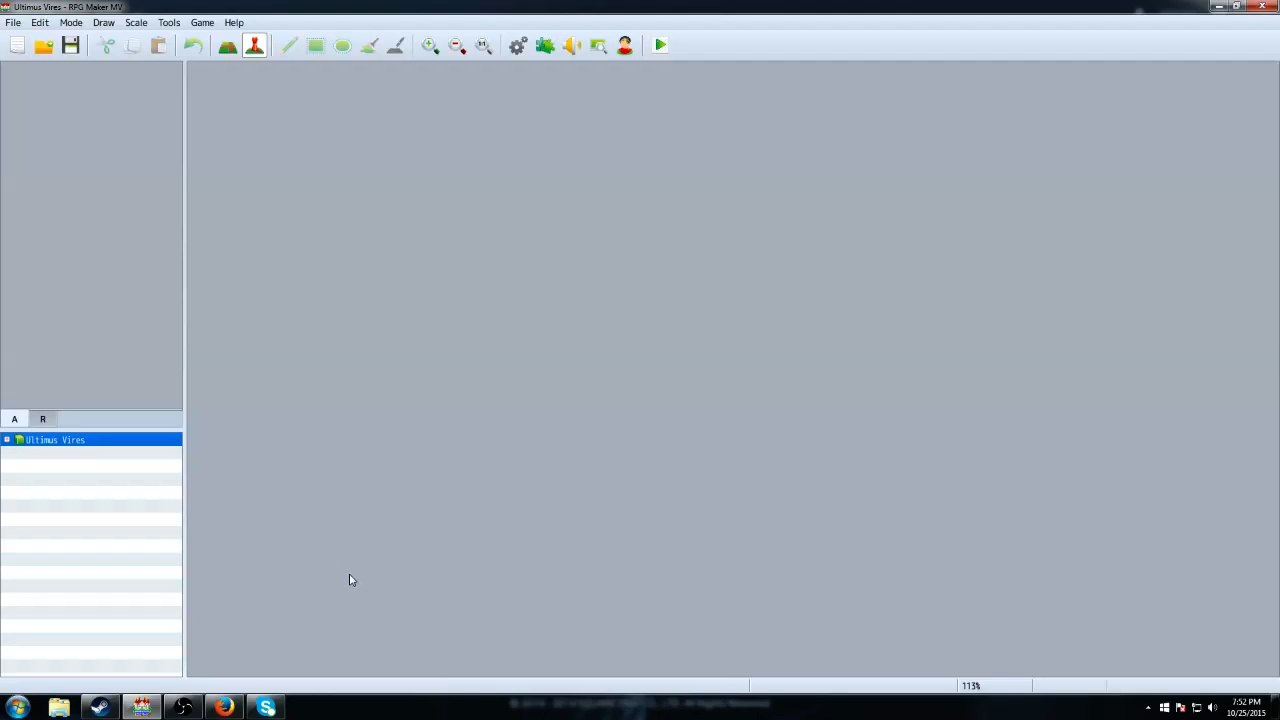 Ultimus Vires - RPG Maker MV
File Edit Mode Draw Scale Tools Game Help
A R
Ultimus Vires
113%
7:52 PM
10/25/2015